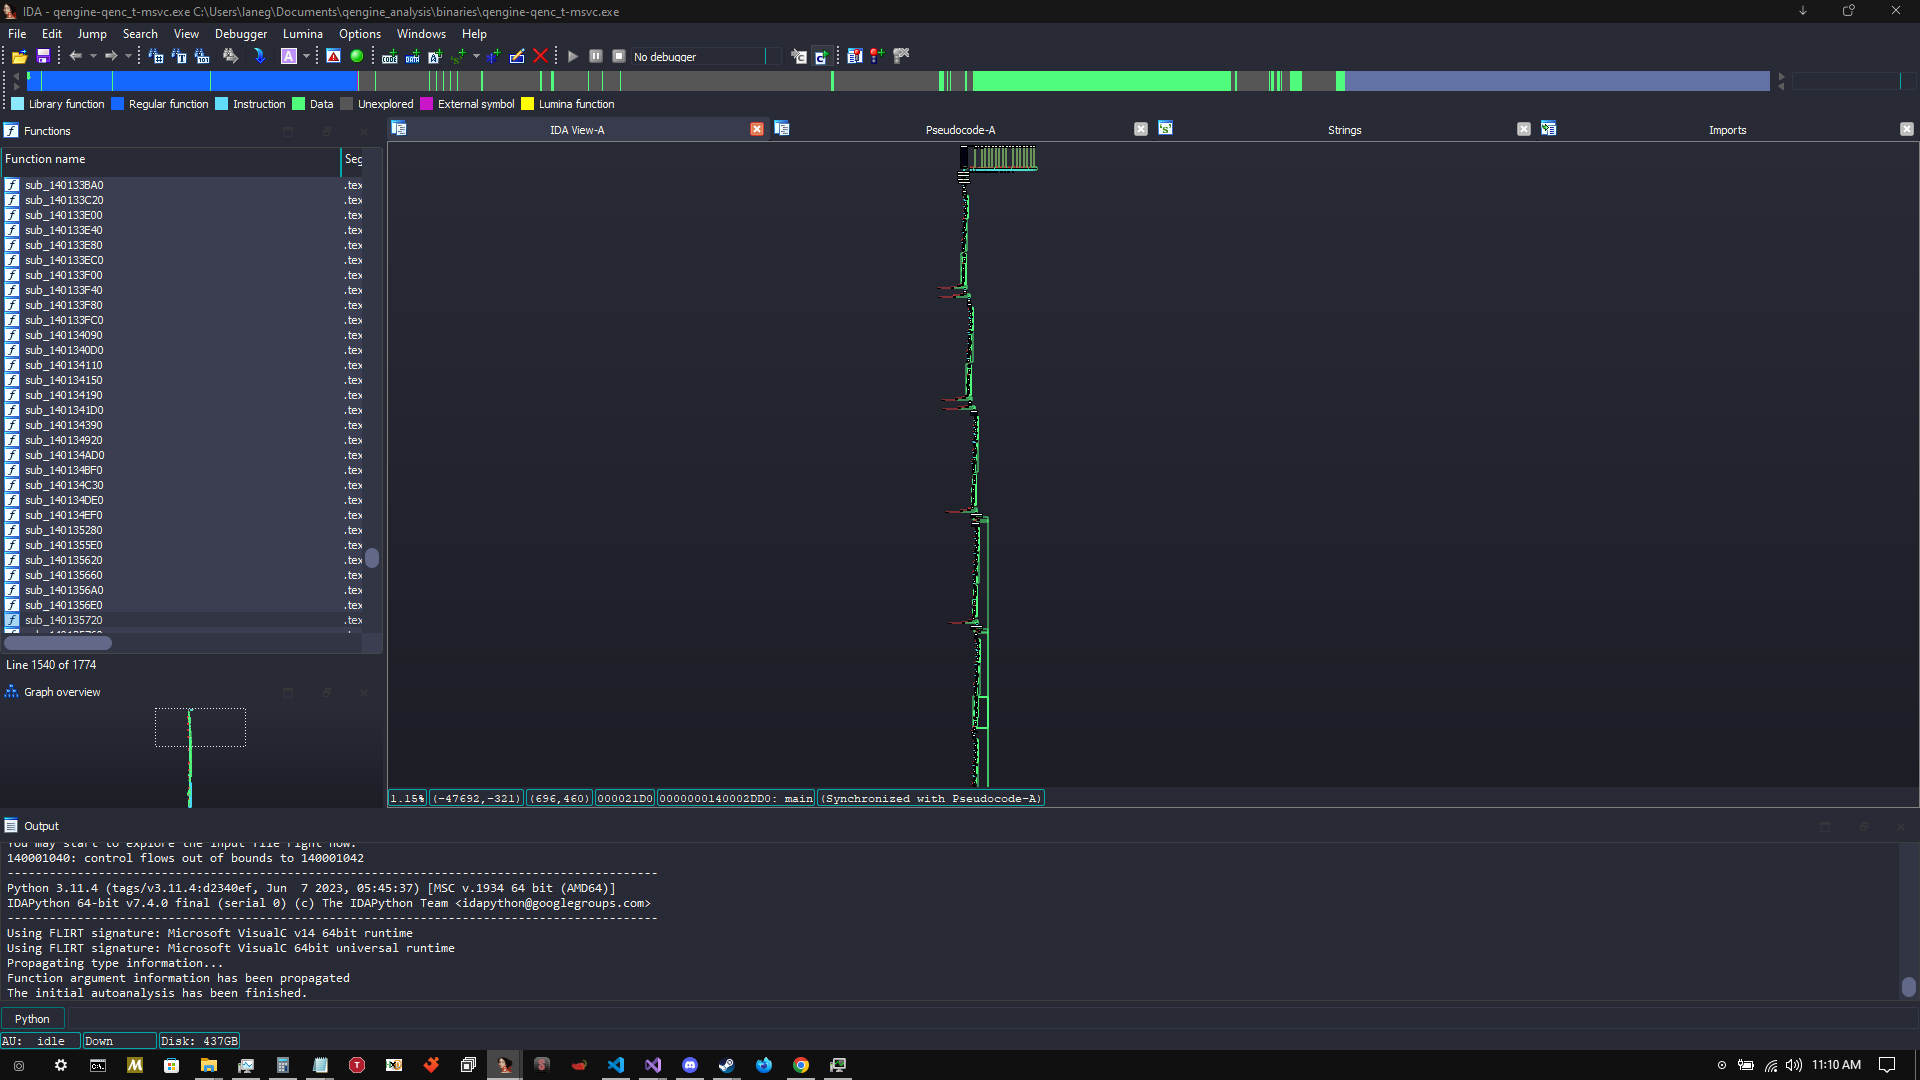 IDA - qengine-qenc_t-msvc.exe C:\Users\laneg\Documents\qengine_analysis\binaries\qengine-qenc_t-msvc.exe
File Edit Jump Search View Debugger Lumina Options Windows Help
No debugger
Library function Regular function Instruction Data Unexplored External symbol Lumina function
Functions
IDA View-A Pseudocode-A Strings Imports
Function name Seg
sub_140133BA0 .tex
sub_140133C20 .tex
sub_140133E00 .tex
sub_140133E40 .tex
sub_140133E80 .tex
sub_140133EC0 .tex
sub_140133F00 .tex
sub_140133F40 .tex
sub_140133F80 .tex
sub_140133FC0 .tex
sub_140134090 .tex
sub_1401340D0 .tex
sub_140134110 .tex
sub_140134150 .tex
sub_140134190 .tex
sub_1401341D0 .tex
sub_140134390 .tex
sub_140134920 .tex
sub_140134AD0 .tex
sub_140134BF0 .tex
sub_140134C30 .tex
sub_140134DE0 .tex
sub_140134EF0 .tex
sub_140135280 .tex
sub_1401355E0 .tex
sub_140135620 .tex
sub_140135660 .tex
sub_1401356A0 .tex
sub_1401356E0 .tex
sub_140135720 .tex
Line 1540 of 1774
Graph overview
1.15% (-47692,-321) (696,460) 000021D0 0000000140002DD0: main (Synchronized with Pseudocode-A)
Output
You may start to explore the input file right now.
140001040: control flows out of bounds to 140001042
Python 3.11.4 (tags/v3.11.4:d2340ef, Jun  7 2023, 05:45:37) [MSC v.1934 64 bit (AMD64)]
IDAPython 64-bit v7.4.0 final (serial 0) (c) The IDAPython Team <idapython@googlegroups.com>
Using FLIRT signature: Microsoft VisualC v14 64bit runtime
Using FLIRT signature: Microsoft VisualC 64bit universal runtime
Propagating type information...
Function argument information has been propagated
The initial autoanalysis has been finished.
Python
AU: idle Down Disk: 437GB
11:10 AM